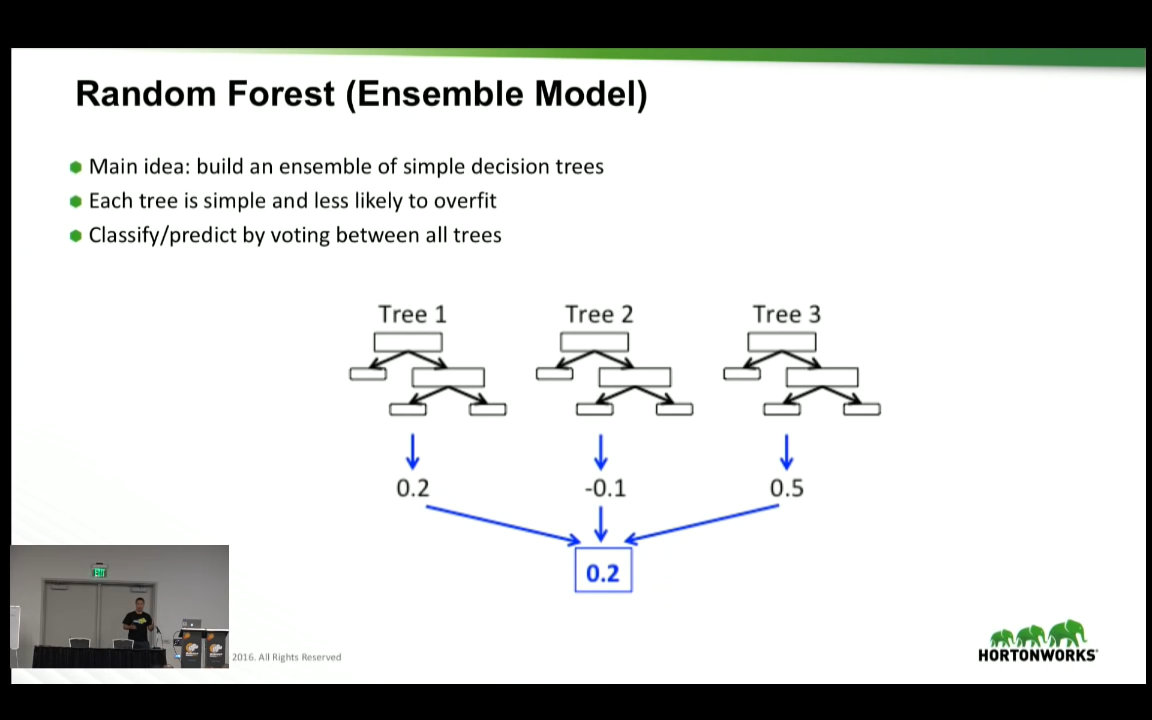 Random Forest (Ensemble Model)
Main idea: build an ensemble of simple decision trees
Each tree is simple and less likely to overfit
Classify/predict by voting between all trees
Tree 1 Tree 2 Tree 3
0.2 -0.1 0.5
0.2
EXIT
2016. All Rights Reserved
HORTONWORKS